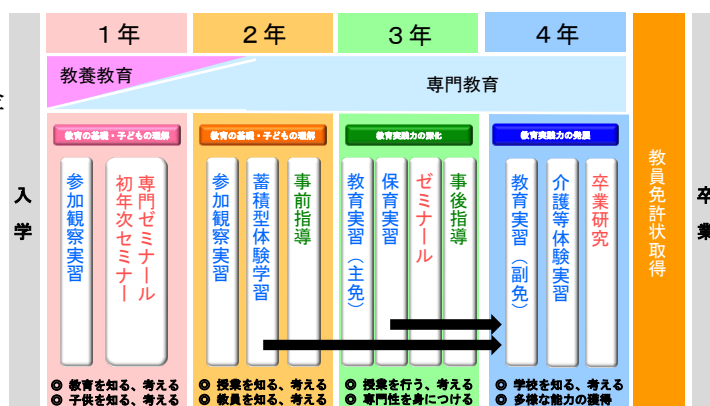 1年
2年
3年
4年
教養教育
専門教育
教育の基礎・子どもの理解
教育の基礎・子どもの理解
教育実践力の深化
教育実践力の発展
入学
参加観察実習
専門ゼミナール
初年次セミナー
参加観察実習
蓄積型体験学習
事前指導
教育実習（主免）
保育実習
ゼミナール
事後指導
教育実習（副免）
介護等体験実習
卒業研究
教員免許状取得
卒業
◎ 教育を知る、考える
◎ 子供を知る、考える
◎ 授業を知る、考える
◎ 教員を知る、考える
◎ 授業を行う、考える
◎ 専門性を身につける
◎ 学校を知る、考える
◎ 多様な能力の獲得